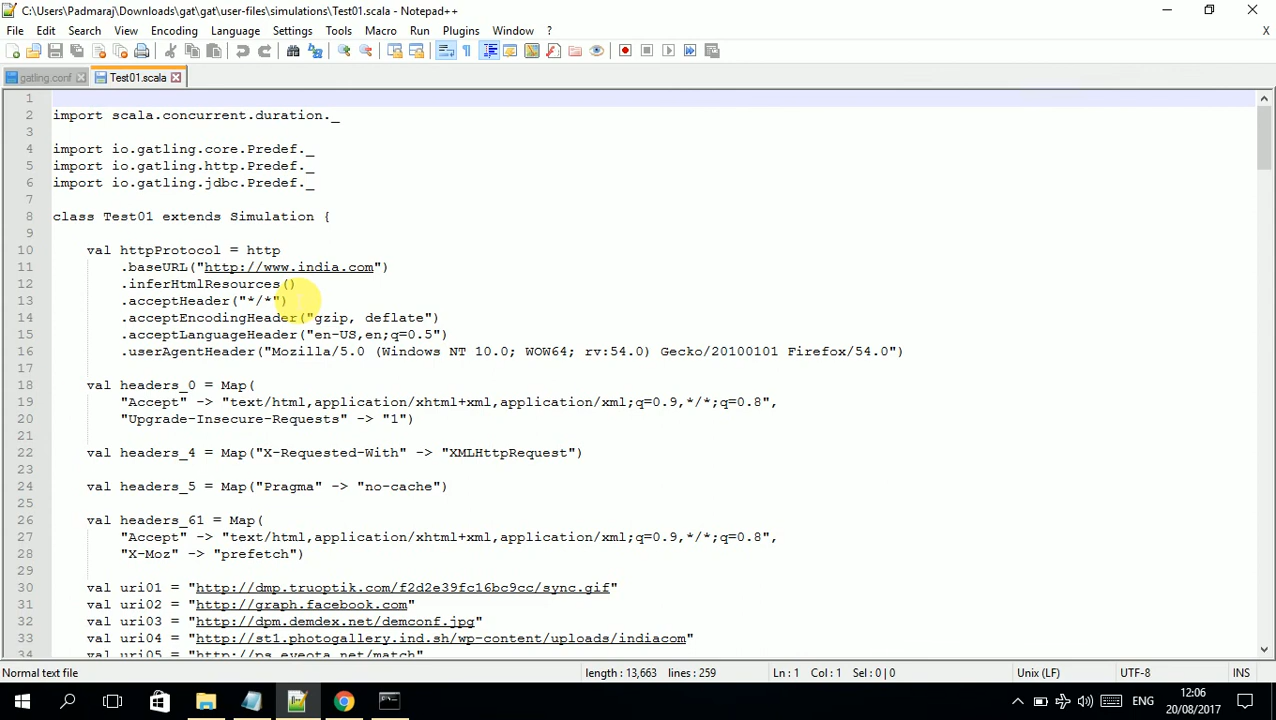 C:\Users\Padmaraj\Downloads\gat\gat\user-files\simulations\Test01.scala - Notepad++
File Edit Search View Encoding Language Settings Tools Macro Run Plugins Window ? X
gatling.conf Test01.scala
1
2 import scala.concurrent.duration._
3
4 import io.gatling.core.Predef._
5 import io.gatling.http.Predef._
6 import io.gatling.jdbc.Predef._
7
8 class Test01 extends Simulation {
9
10 val httpProtocol = http
11 .baseURL("http://www.india.com")
12 .inferHtmlResources()
13 .acceptHeader("*/*")
14 .acceptEncodingHeader("gzip, deflate")
15 .acceptLanguageHeader("en-US,en;q=0.5")
16 .userAgentHeader("Mozilla/5.0 (Windows NT 10.0; WOW64; rv:54.0) Gecko/20100101 Firefox/54.0")
17
18 val headers_0 = Map(
19 "Accept" -> "text/html,application/xhtml+xml,application/xml;q=0.9,*/*;q=0.8",
20 "Upgrade-Insecure-Requests" -> "1")
21
22 val headers_4 = Map("X-Requested-With" -> "XMLHttpRequest")
23
24 val headers_5 = Map("Pragma" -> "no-cache")
25
26 val headers_61 = Map(
27 "Accept" -> "text/html,application/xhtml+xml,application/xml;q=0.9,*/*;q=0.8",
28 "X-Moz" -> "prefetch")
29
30 val uri01 = "http://dmp.truoptik.com/f2d2e39fc16bc9cc/sync.gif"
31 val uri02 = "http://graph.facebook.com"
32 val uri03 = "http://dpm.demdex.net/demconf.jpg"
33 val uri04 = "http://st1.photogallery.ind.sh/wp-content/uploads/indiacom"
34 val uri05 = "http://ps.eyeota.net/match"
Normal text file length : 13,663 lines : 259 Ln : 1 Col : 1 Sel : 0 | 0 Unix (LF) UTF-8 INS
ENG 12:06
20/08/2017